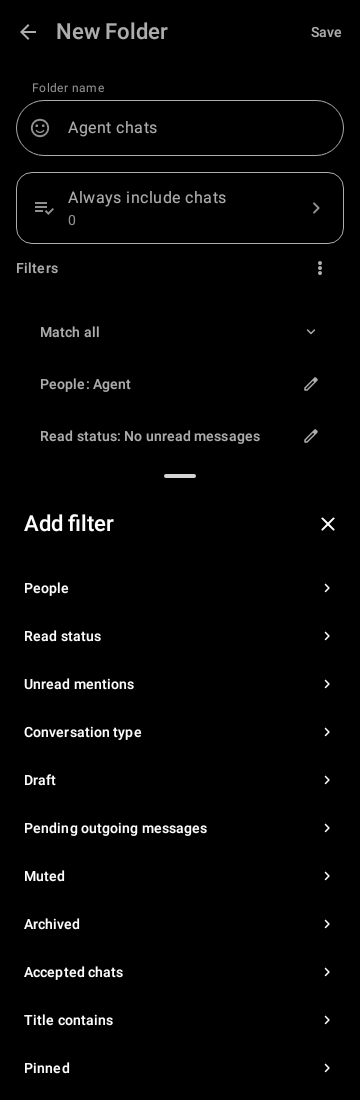 New Folder
Save
Folder name
Agent chats
Always include chats
0
Filters
Match all
People: Agent
Read status: No unread messages
Add filter
People
Read status
Unread mentions
Conversation type
Draft
Pending outgoing messages
Muted
Archived
Accepted chats
Title contains
Pinned